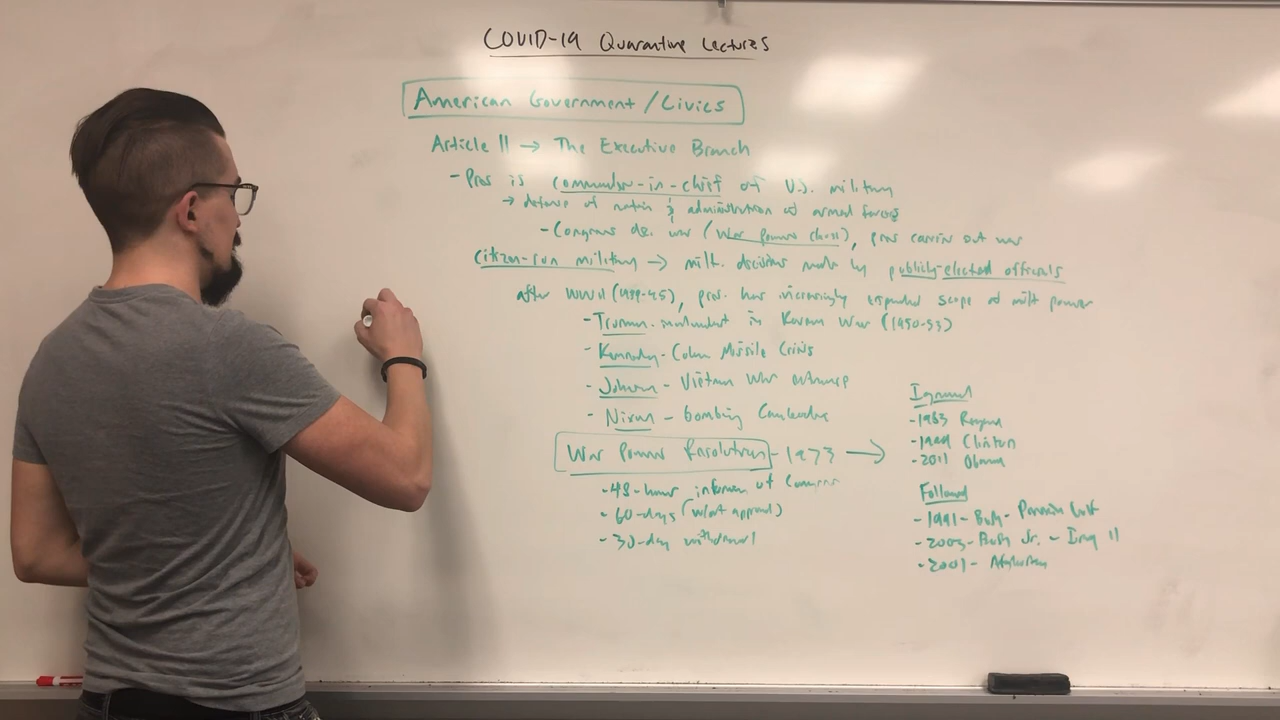 COVID-19 Quarantine Lectures
American Government/Civics
Article II → The Executive Branch
- Pres is commander-in-chief of U.S. military
→ defense of nation & administration of armed forces
- Congress dec. war (War Powers Clause), pres carries out war
Citizen-run military → milt. decisions made by publicly-elected officials
after WWII (1939-45), pres. has increasingly expanded scope of milt power
- Truman - involvement in Korean War (1950-53)
- Kennedy - Cuban Missile Crisis
- Johnson - Vietnam War
- Nixon - bombing Cambodia
War Powers Resolution - 1973 →
- 48-hour inform of Congress
- 60-days (w/out approval)
- 30-day withdrawal
Ignored
- 1983 Reagan
- 1999 Clinton
- 2011 Obama
Followed
- 1991 - Bush - Persian Gulf
- 2003 - Bush Jr. - Iraq II
- 2001 - Afghanistan